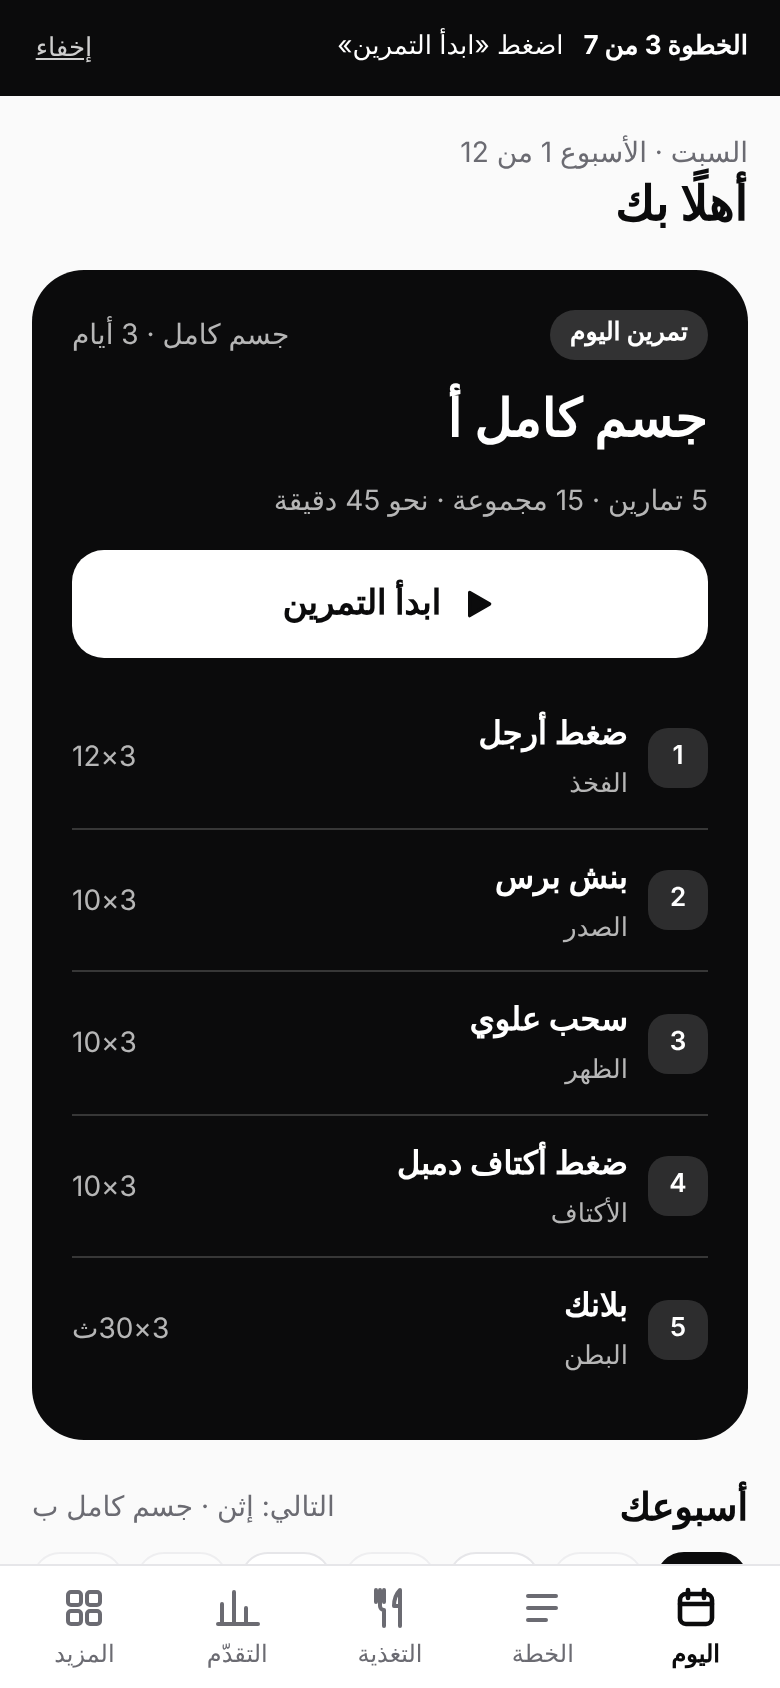 الخطوة 3 من 7 اضغط «ابدأ التمرين» إخفاء
السبت · الأسبوع 1 من 12
أهلًا بك
تمرين اليوم جسم كامل · 3 أيام
جسم كامل أ
5 تمارين · 15 مجموعة · نحو 45 دقيقة
ابدأ التمرين
1 ضغط أرجل 3×12
الفخذ
2 بنش برس 3×10
الصدر
3 سحب علوي 3×10
الظهر
4 ضغط أكتاف دمبل 3×10
الأكتاف
5 بلانك 3×30ث
البطن
أسبوعك التالي: إثن · جسم كامل ب
اليوم الخطة التغذية التقدّم المزيد